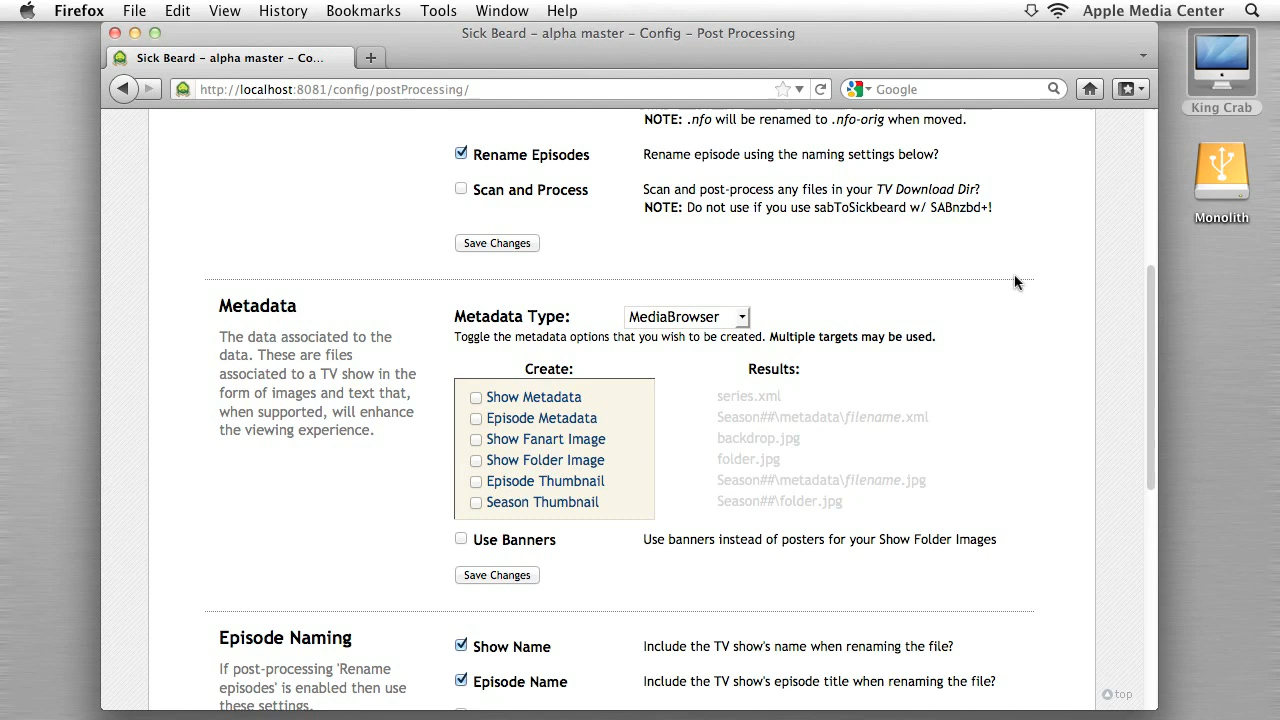 Firefox File Edit View History Bookmarks Tools Window Help Apple Media Center
Sick Beard – alpha master – Config – Post Processing
Sick Beard – alpha master – Co...
http://localhost:8081/config/postProcessing/
Google
King Crab
Monolith
NOTE: .nfo will be renamed to .nfo-orig when moved.
Rename Episodes Rename episode using the naming settings below?
Scan and Process Scan and post-process any files in your TV Download Dir?
NOTE: Do not use if you use sabToSickbeard w/ SABnzbd+!
Save Changes
Metadata
The data associated to the
data. These are files
associated to a TV show in the
form of images and text that,
when supported, will enhance
the viewing experience.
Metadata Type: MediaBrowser
Toggle the metadata options that you wish to be created. Multiple targets may be used.
Create: Results:
Show Metadata series.xml
Episode Metadata Season##\metadata\filename.xml
Show Fanart Image backdrop.jpg
Show Folder Image folder.jpg
Episode Thumbnail Season##\metadata\filename.jpg
Season Thumbnail Season##\folder.jpg
Use Banners Use banners instead of posters for your Show Folder Images
Save Changes
Episode Naming
If post-processing 'Rename
episodes' is enabled then use
these settings.
Show Name Include the TV show's name when renaming the file?
Episode Name Include the TV show's episode title when renaming the file?
top